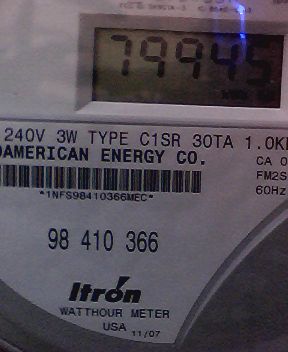 79945
240V 3W TYPE C1SR 30TA 1.0K
AMERICAN ENERGY CO.
CA 0
FM2S
60Hz
*1NFS98410366MEC*
98 410 366
Itron
WATTHOUR METER
USA 11/07